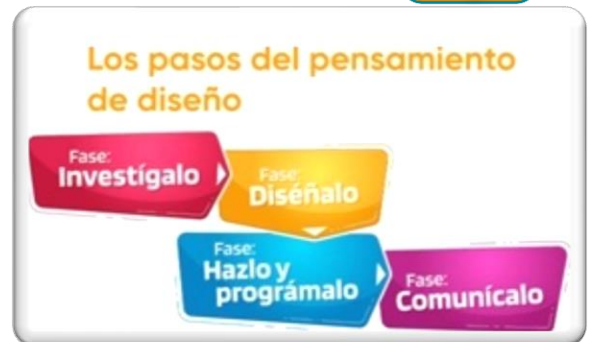 Los pasos del pensamiento
de diseño
Fase:
Investígalo
Fase:
Diséñalo
Fase:
Hazlo y
prográmalo
Fase:
Comunícalo